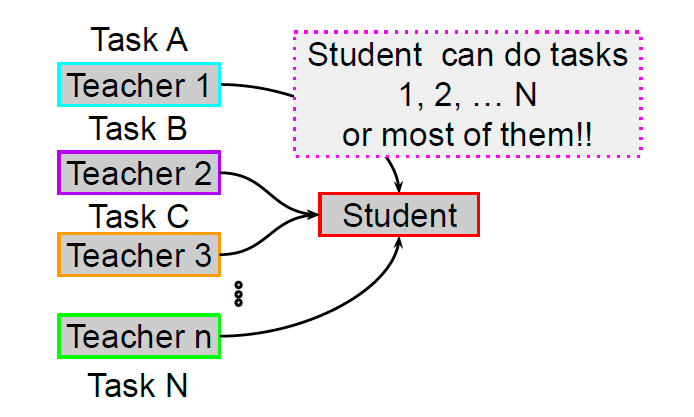 Task A
Teacher 1
Task B
Teacher 2
Task C
Teacher 3
Teacher n
Task N
Student can do tasks
1, 2, … N
or most of them!!
Student